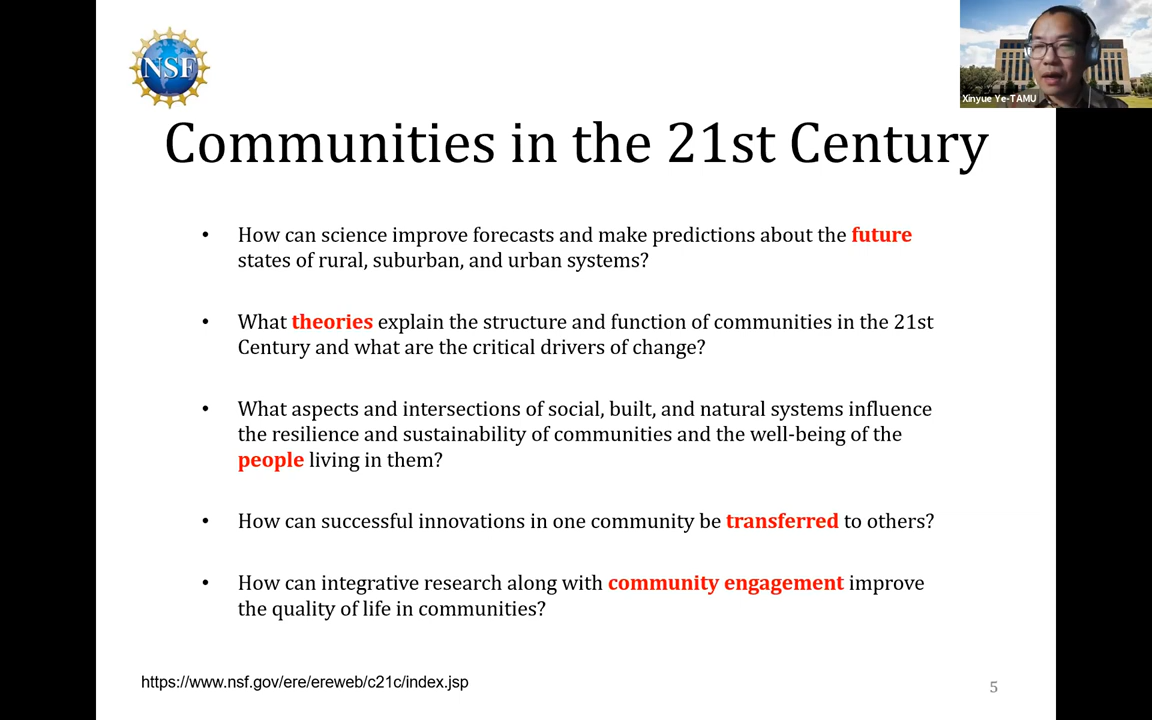 NSF
Xinyue Ye-TAMU
Communities in the 21st Century
• How can science improve forecasts and make predictions about the future
states of rural, suburban, and urban systems?
• What theories explain the structure and function of communities in the 21st
Century and what are the critical drivers of change?
• What aspects and intersections of social, built, and natural systems influence
the resilience and sustainability of communities and the well-being of the
people living in them?
• How can successful innovations in one community be transferred to others?
• How can integrative research along with community engagement improve
the quality of life in communities?
https://www.nsf.gov/ere/ereweb/c21c/index.jsp
5